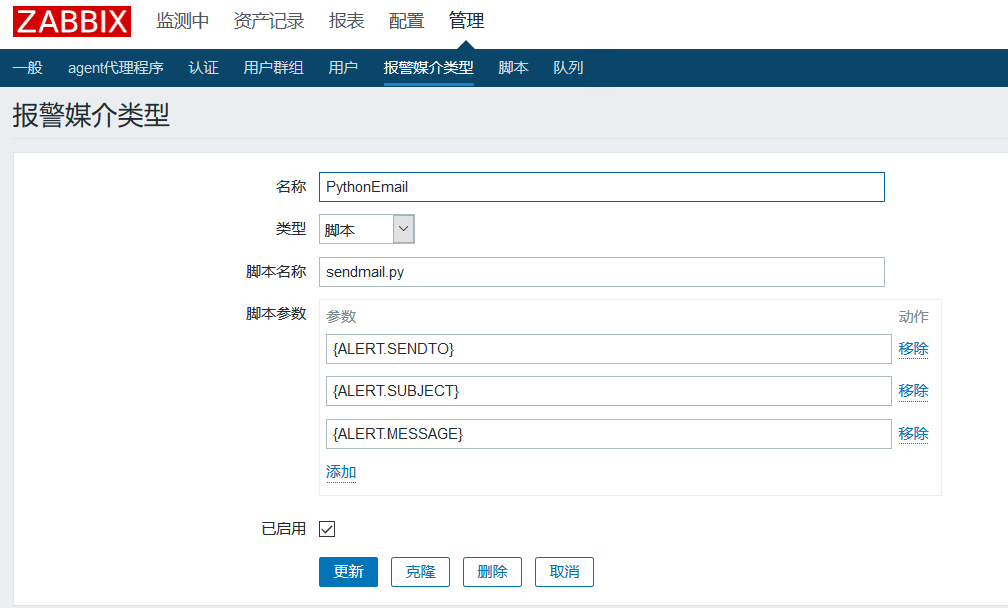 ZABBIX 监测中 资产记录 报表 配置 管理
一般 agent代理程序 认证 用户群组 用户 报警媒介类型 脚本 队列
报警媒介类型
名称 PythonEmail
类型 脚本
脚本名称 sendmail.py
脚本参数 参数 动作
{ALERT.SENDTO} 移除
{ALERT.SUBJECT} 移除
{ALERT.MESSAGE} 移除
添加
已启用
更新 克隆 删除 取消